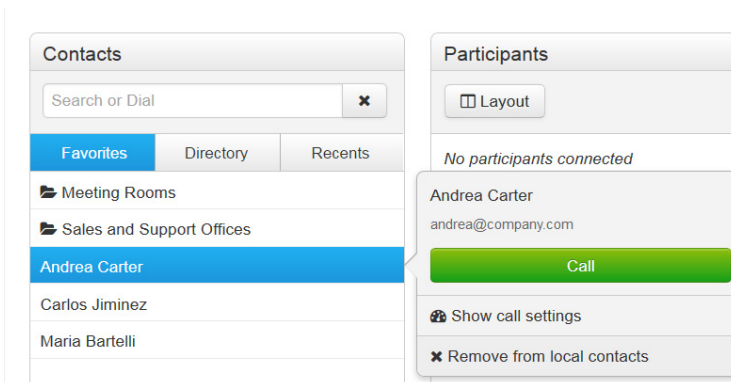 Contacts
Search or Dial
Favorites Directory Recents
Meeting Rooms
Sales and Support Offices
Andrea Carter
Carlos Jiminez
Maria Bartelli
Participants
Layout
No participants connected
Andrea Carter
andrea@company.com
Call
Show call settings
Remove from local contacts